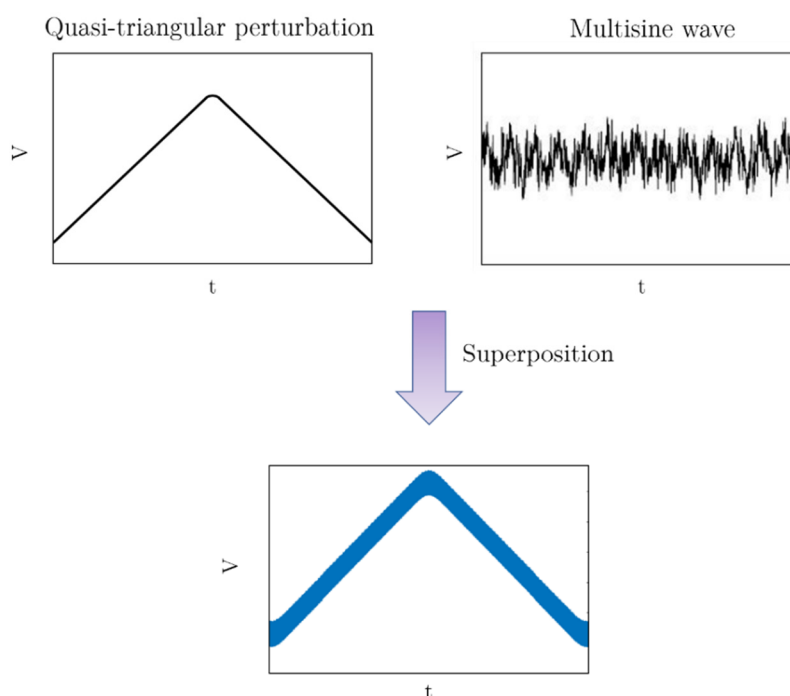 Quasi-triangular perturbation
Multisine wave
V
V
t
t
Superposition
V
t